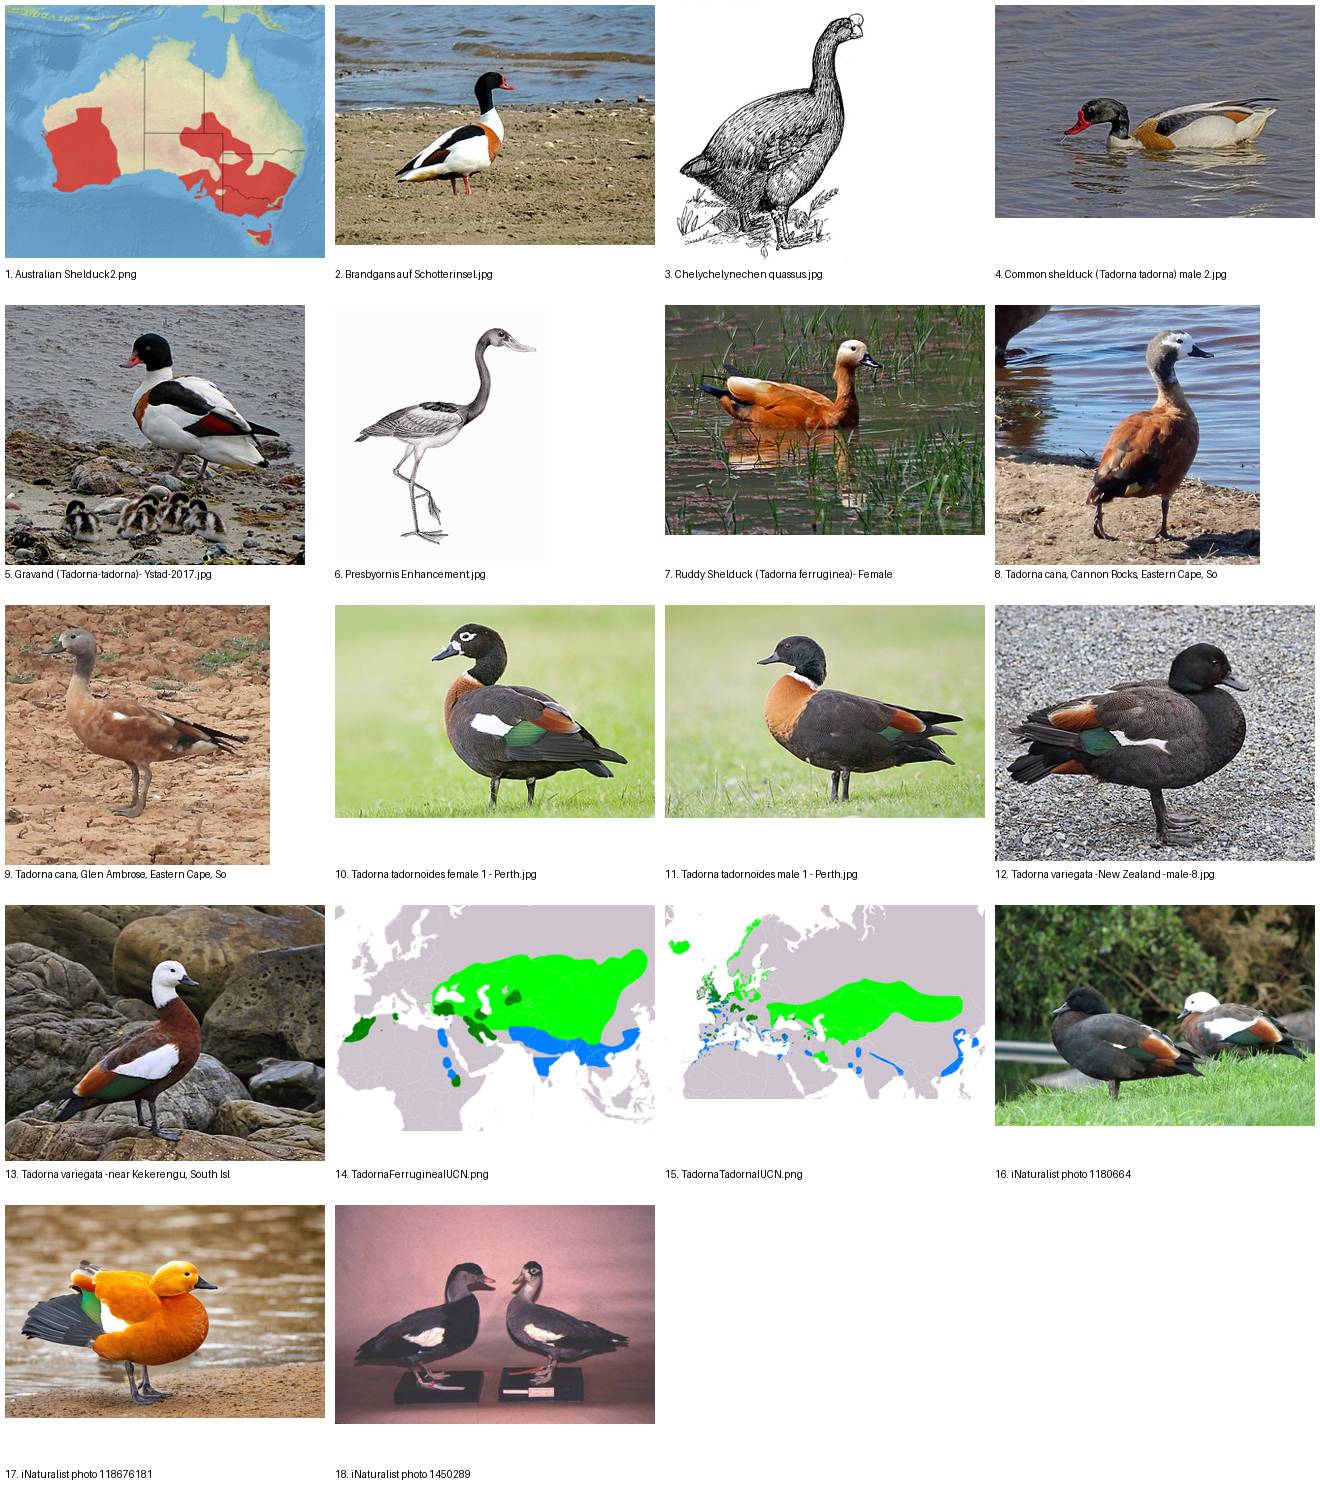 1. Australian Shelduck2.png
2. Brandgans auf Schotterinsel.jpg
3. Chelychelynechen quassus.jpg
4. Common shelduck (Tadorna tadorna) male 2.jpg
5. Gravand (Tadorna-tadorna)- Ystad-2017.jpg
6. Presbyornis Enhancement.jpg
7. Ruddy Shelduck (Tadorna ferruginea)- Female
8. Tadorna cana, Cannon Rocks, Eastern Cape, So
9. Tadorna cana, Glen Ambrose, Eastern Cape, So
10. Tadorna tadornoides female 1 - Perth.jpg
11. Tadorna tadornoides male 1 - Perth.jpg
12. Tadorna variegata -New Zealand -male-8.jpg
13. Tadorna variegata -near Kekerengu, South Isl
14. TadornaFerrugineaIUCN.png
15. TadornaTadornaIUCN.png
16. iNaturalist photo 1180664
17. iNaturalist photo 118676181
18. iNaturalist photo 1450289